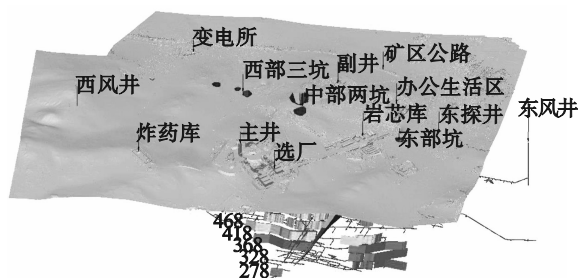 变电所
西部三坑
副井
矿区公路
西风井
中部两坑
办公生活区
岩芯库
东探井
东风井
炸药库
主井
选厂
东部坑
468
418
368
328
278